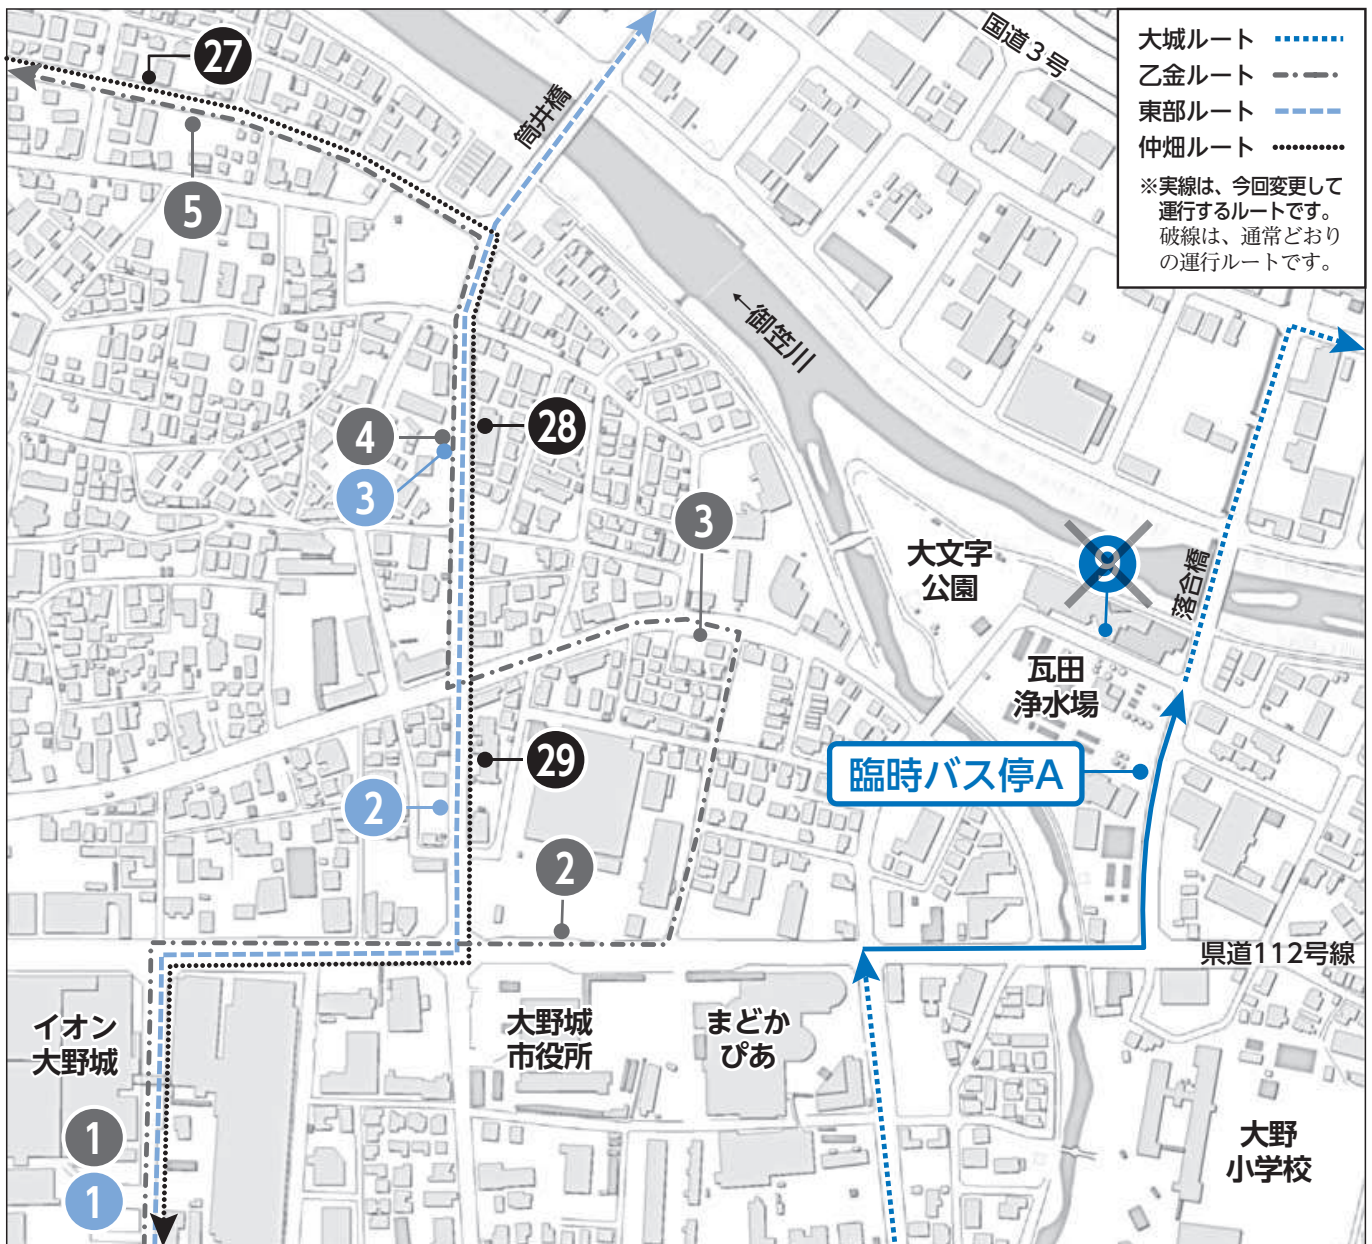 大城ルート
乙金ルート
東部ルート
仲畑ルート
※実線は、今回変更して
運行するルートです。
破線は、通常どおり
の運行ルートです。
国道3号
27
筒井橋
5
←御笠川
4
28
3
3
大文字
公園
落合橋
瓦田
浄水場
29
臨時バス停A
2
2
県道112号線
イオン
大野城
大野城
市役所
まどか
ぴあ
1
大野
小学校
1